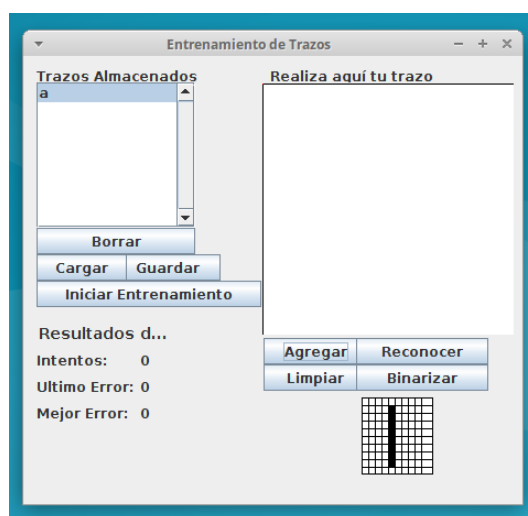 Entrenamiento de Trazos
Trazos Almacenados
a
Borrar
Cargar Guardar
Iniciar Entrenamiento
Resultados d...
Intentos: 0
Ultimo Error: 0
Mejor Error: 0
Realiza aquí tu trazo
Agregar Reconocer
Limpiar Binarizar